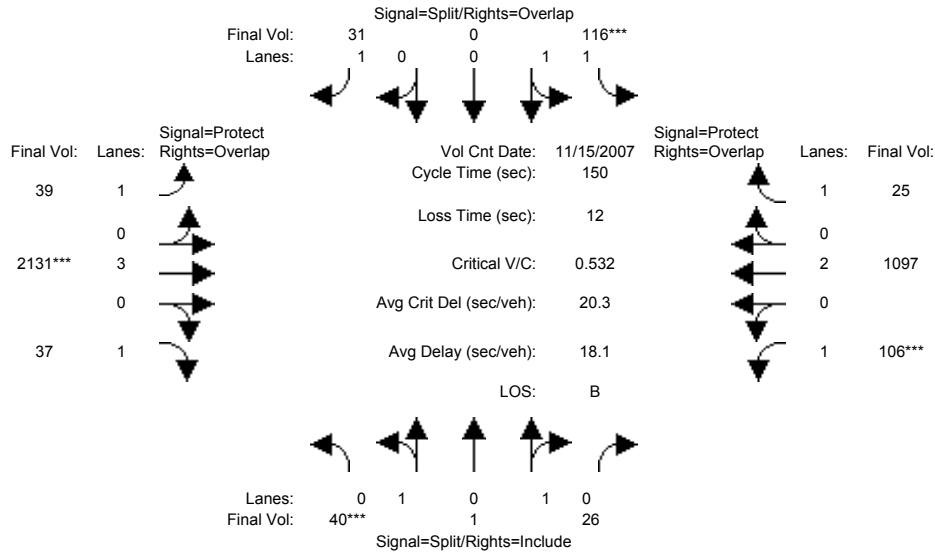 Signal=Split/Rights=Overlap
Final Vol: 31 0 116***
Lanes: 1 0 0 1 1
Signal=Protect
Final Vol: Lanes: Rights=Overlap
Vol Cnt Date: 11/15/2007
Signal=Protect
Rights=Overlap Lanes: Final Vol:
Cycle Time (sec): 150
39 1
1 25
Loss Time (sec): 12
0
0
2131*** 3
Critical V/C: 0.532
2 1097
0
Avg Crit Del (sec/veh): 20.3
0
37 1
Avg Delay (sec/veh): 18.1
1 106***
LOS: B
Lanes: 0 1 0 1 0
Final Vol: 40*** 1 26
Signal=Split/Rights=Include